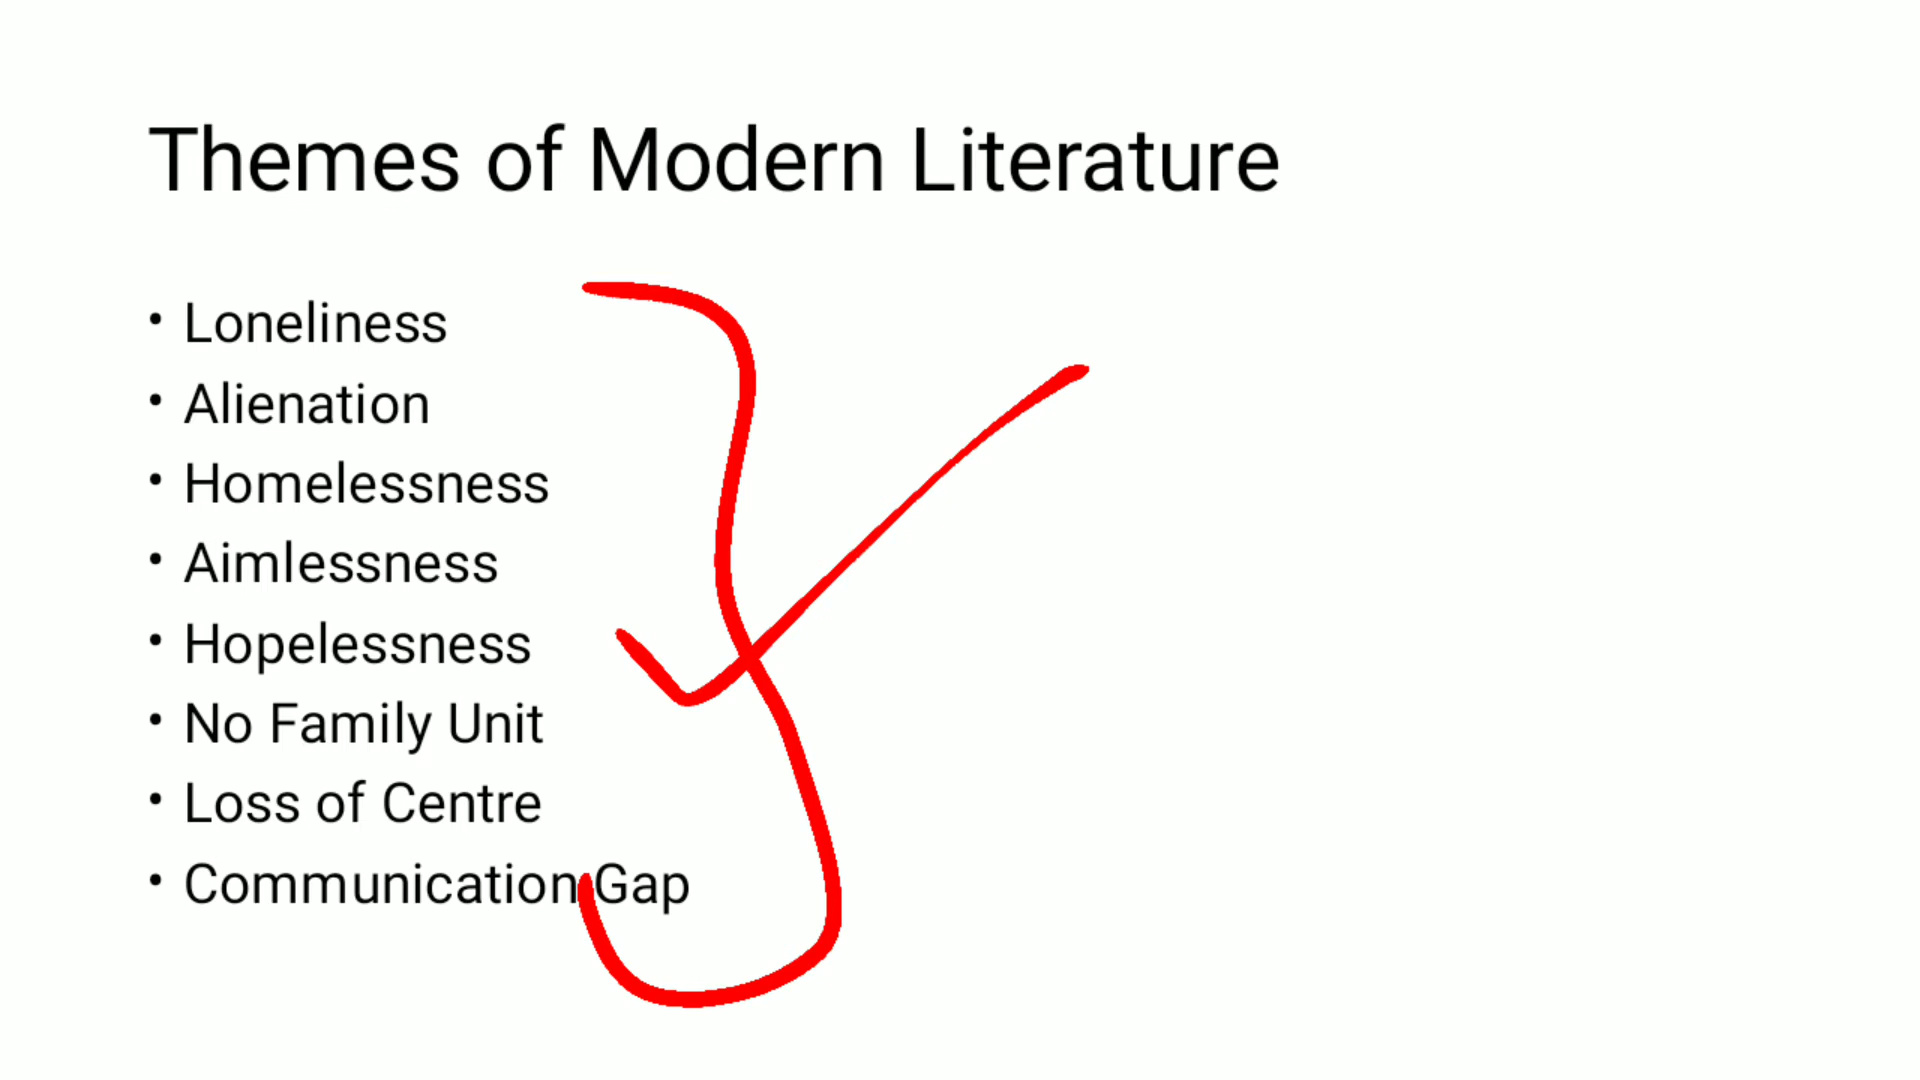 Themes of Modern Literature
• Loneliness
• Alienation
• Homelessness
• Aimlessness
• Hopelessness
• No Family Unit
• Loss of Centre
• Communication Gap